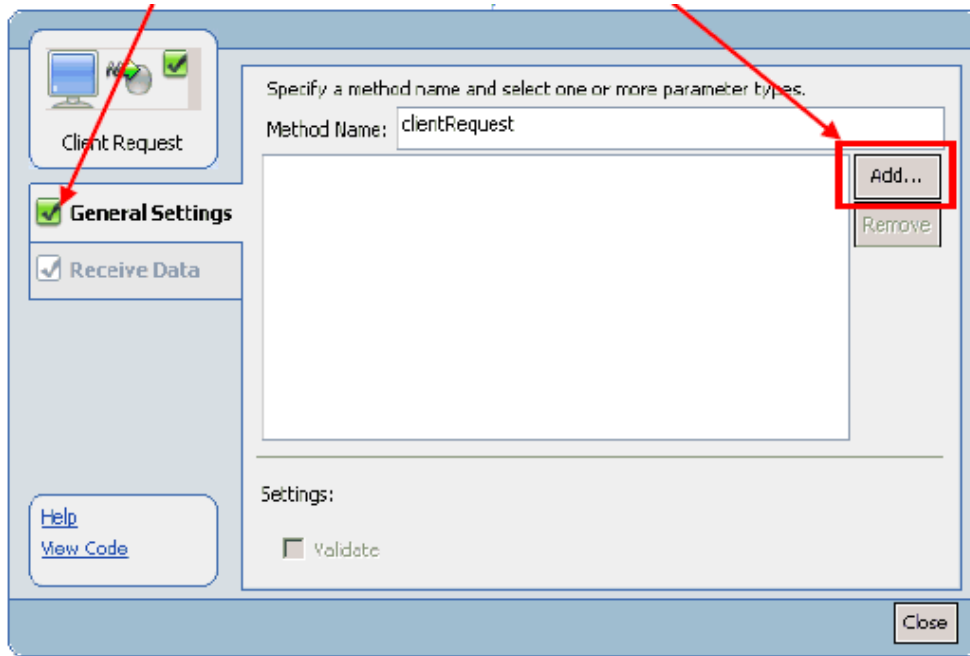 Client Request
General Settings
Receive Data
Help
View Code
Specify a method name and select one or more parameter types.
Method Name: clientRequest
Add...
Remove
Settings:
Validate
Close